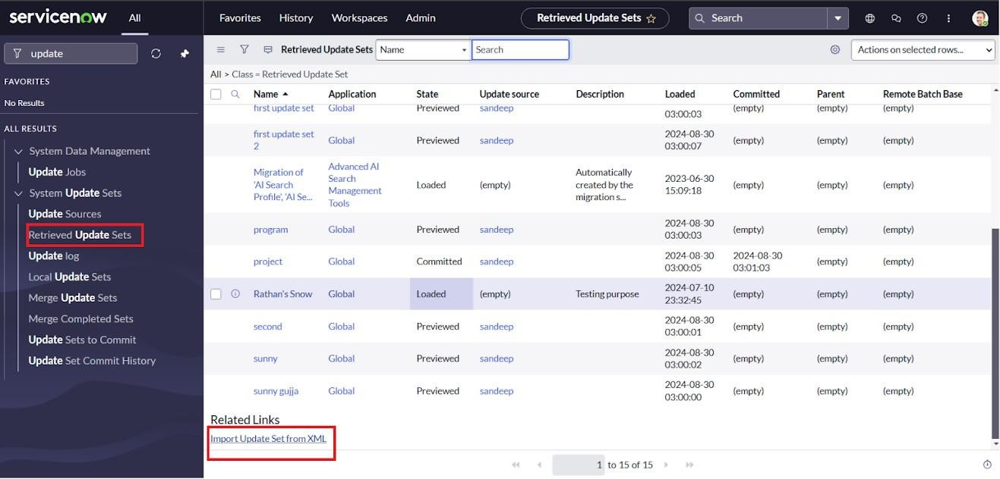 servicenow
All
Favorites
History
Workspaces
Admin
Retrieved Update Sets
Search
update
FAVORITES
No Results
ALL RESULTS
System Data Management
Update Jobs
System Update Sets
Update Sources
Retrieved Update Sets
Update log
Local Update Sets
Merge Update Sets
Merge Completed Sets
Update Sets to Commit
Update Set Commit History
Retrieved Update Sets
Name
Search
Actions on selected rows...
All > Class = Retrieved Update Set
Name Application State Update source Description Loaded Committed Parent Remote Batch Base
first update set Global Previewed sandeep 03:00:03 (empty) (empty) (empty)
first update set
2
Global Previewed sandeep
2024-08-30
03:00:07
(empty) (empty) (empty)
Migration of
'AI Search
Profile', 'AI Se...
Advanced AI
Search
Management
Tools
Loaded (empty)
Automatically
created by the
migration s...
2023-06-30
15:09:18
(empty) (empty) (empty)
program Global Previewed sandeep
2024-08-30
03:00:03
(empty) (empty) (empty)
project Global Committed sandeep
2024-08-30
03:00:05
2024-08-30
03:01:03
(empty) (empty)
Rathan's Snow Global Loaded (empty) Testing purpose
2024-07-10
23:32:45
(empty) (empty) (empty)
second Global Previewed sandeep
2024-08-30
03:00:01
(empty) (empty) (empty)
sunny Global Previewed sandeep
2024-08-30
03:00:02
(empty) (empty) (empty)
sunny gujja Global Previewed sandeep
2024-08-30
03:00:00
(empty) (empty) (empty)
Related Links
Import Update Set from XML
1 to 15 of 15